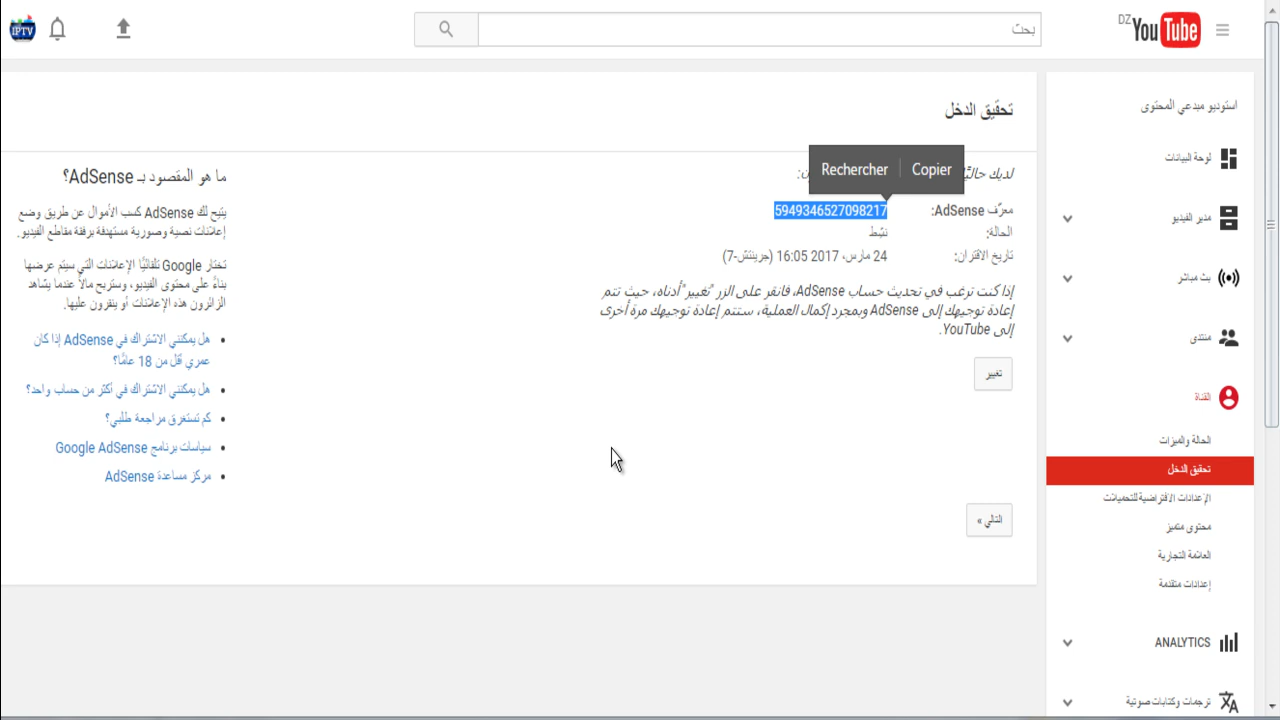 YouTube DZ
بحث
IPTV
استوديو مبدعي المحتوى
لوحة البيانات
مدير الفيديو
بث مباشر
منتدى
القناة
الحالة والميزات
تحقيق الدخل
الإعدادات الافتراضية للتحميلات
محتوى متميز
العلامة التجارية
إعدادات متقدمة
ANALYTICS
ترجمات وكتابات صوتية
تحقيق الدخل
Rechercher
Copier
لديك حاليًا
ن:
معرّف AdSense: 5949346527098217
الحالة: نشِط
تاريخ الاقتران: 24 مارس، 2017 16:05 (جرينتش-7)
إذا كنت ترغب في تحديث حساب AdSense، فانقر على الزر "تغيير" أدناه، حيث تتم
إعادة توجيهك إلى AdSense وبمجرد إكمال العملية، ستتم إعادة توجيهك مرة أخرى
إلى YouTube.
تغيير
التالي »
ما هو المقصود بـ AdSense؟
يتيح لك AdSense كسب الأموال عن طريق وضع
إعلانات نصية وصورية مستهدفة برفقة مقاطع الفيديو.
تختار Google تلقائيًا الإعلانات التي سيتم عرضها
بناءً على محتوى الفيديو، وستربح مالاً عندما يشاهد
الزائرون هذه الإعلانات أو ينقرون عليها.
هل يمكنني الاشتراك في AdSense إذا كان
عمري أقل من 18 عامًا؟
هل يمكنني الاشتراك في أكثر من حساب واحد؟
كم تستغرق مراجعة طلبي؟
سياسات برنامج Google AdSense
مركز مساعدة AdSense